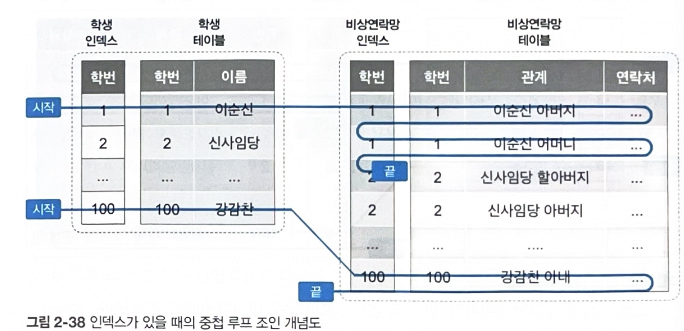 학생
인덱스
학생
테이블
비상연락망
인덱스
비상연락망
테이블
학번
학번 이름
학번
학번 관계 연락처
시작
1
1 이순신
1
1 이순신 아버지 ...
2
2 신사임당
1
1 이순신 어머니 ...
끝
...
... ...
2
2 신사임당 할아버지 ...
시작
100
100 강감찬
2
2 신사임당 아버지 ...
...
... .... ...
끝
100
100 강감찬 아내 ...
그림 2-38 인덱스가 있을 때의 중첩 루프 조인 개념도